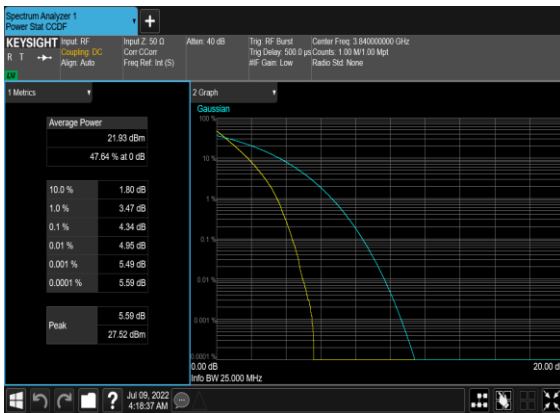 Spectrum Analyzer 1
Power Stat CCDF
+
KEYSIGHT
R T
LV
Input: RF
Coupling: DC
Align: Auto
Input Z: 50 Ω
Corr CCorr
Freq Ref: Int (S)
Atten: 40 dB
Trig: RF Burst
Trig Delay: 500.0 µs
#IF Gain: Low
Center Freq: 3.840000000 GHz
Counts: 1.00 M/1.00 Mpt
Radio Std: None
1 Metrics
Average Power
21.93 dBm
47.64 % at 0 dB
10.0 % 1.80 dB
1.0 % 3.47 dB
0.1 % 4.34 dB
0.01 % 4.95 dB
0.001 % 5.49 dB
0.0001 % 5.59 dB
Peak
5.59 dB
27.52 dBm
2 Graph
Gaussian
100 %
10 %
1 %
0.1 %
0.01 %
0.001 %
0.0001 %
0.00 dB
20.00 d
Info BW 25.000 MHz
?
Jul 09, 2022
4:18:37 AM